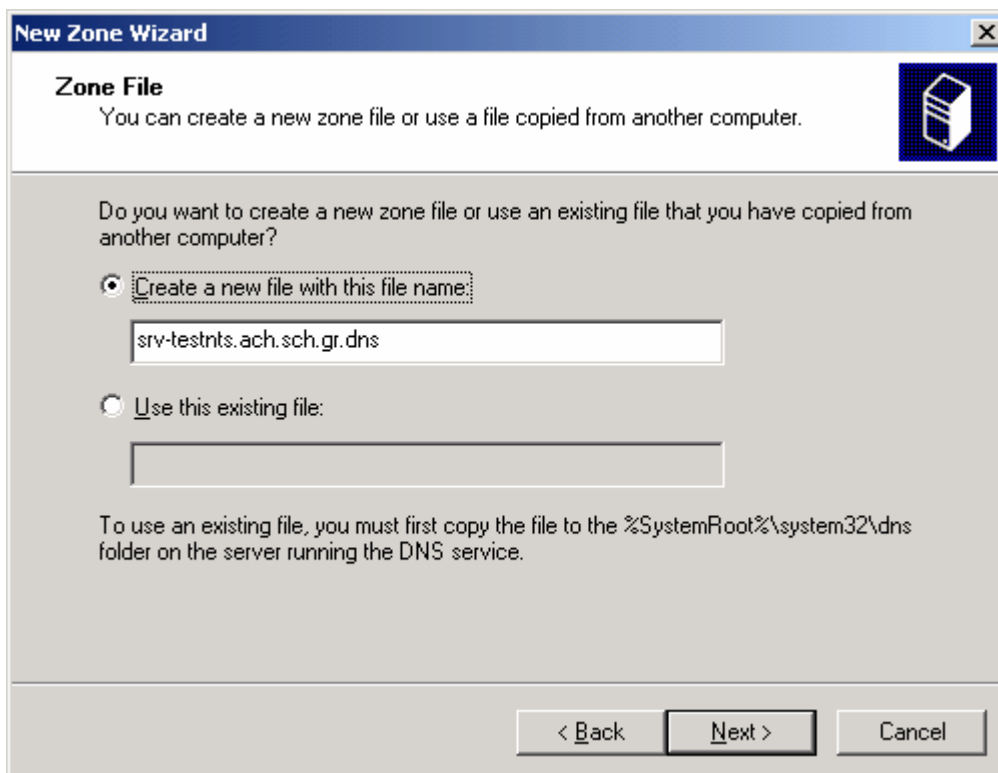 New Zone Wizard
Zone File
You can create a new zone file or use a file copied from another computer.
Do you want to create a new zone file or use an existing file that you have copied from
another computer?
Create a new file with this file name:
srv-testnts.ach.sch.gr.dns
Use this existing file:
To use an existing file, you must first copy the file to the %SystemRoot%\system32\dns
folder on the server running the DNS service.
< Back
Next >
Cancel